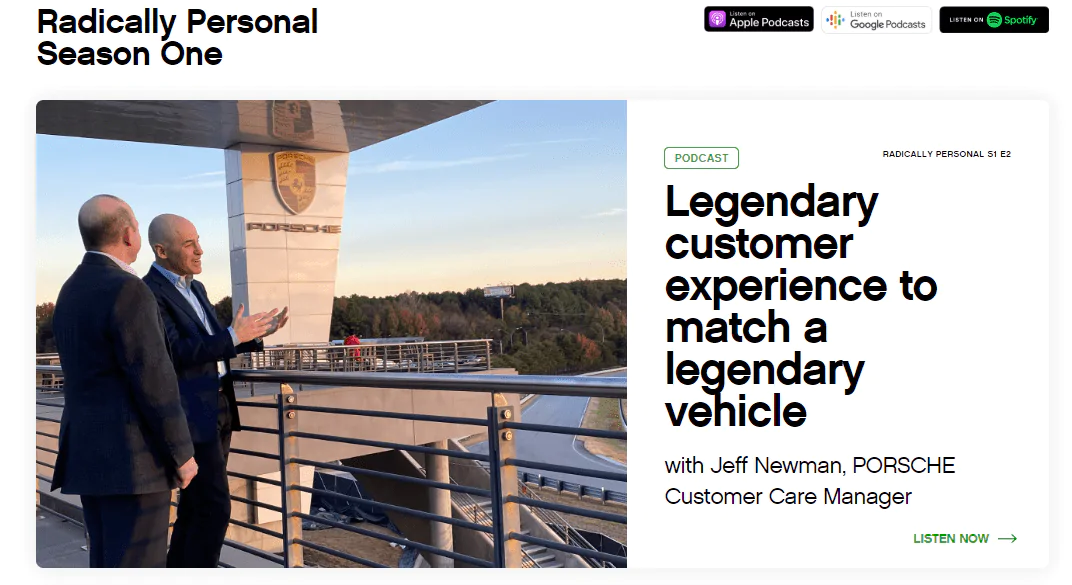 Radically Personal
Season One
Listen on
Apple Podcasts
Listen on
Google Podcasts
LISTEN ON Spotify
PORSCHE
PORSCHE
PODCAST
RADICALLY PERSONAL S1 E2
Legendary
customer
experience to
match a
legendary
vehicle
with Jeff Newman, PORSCHE
Customer Care Manager
LISTEN NOW